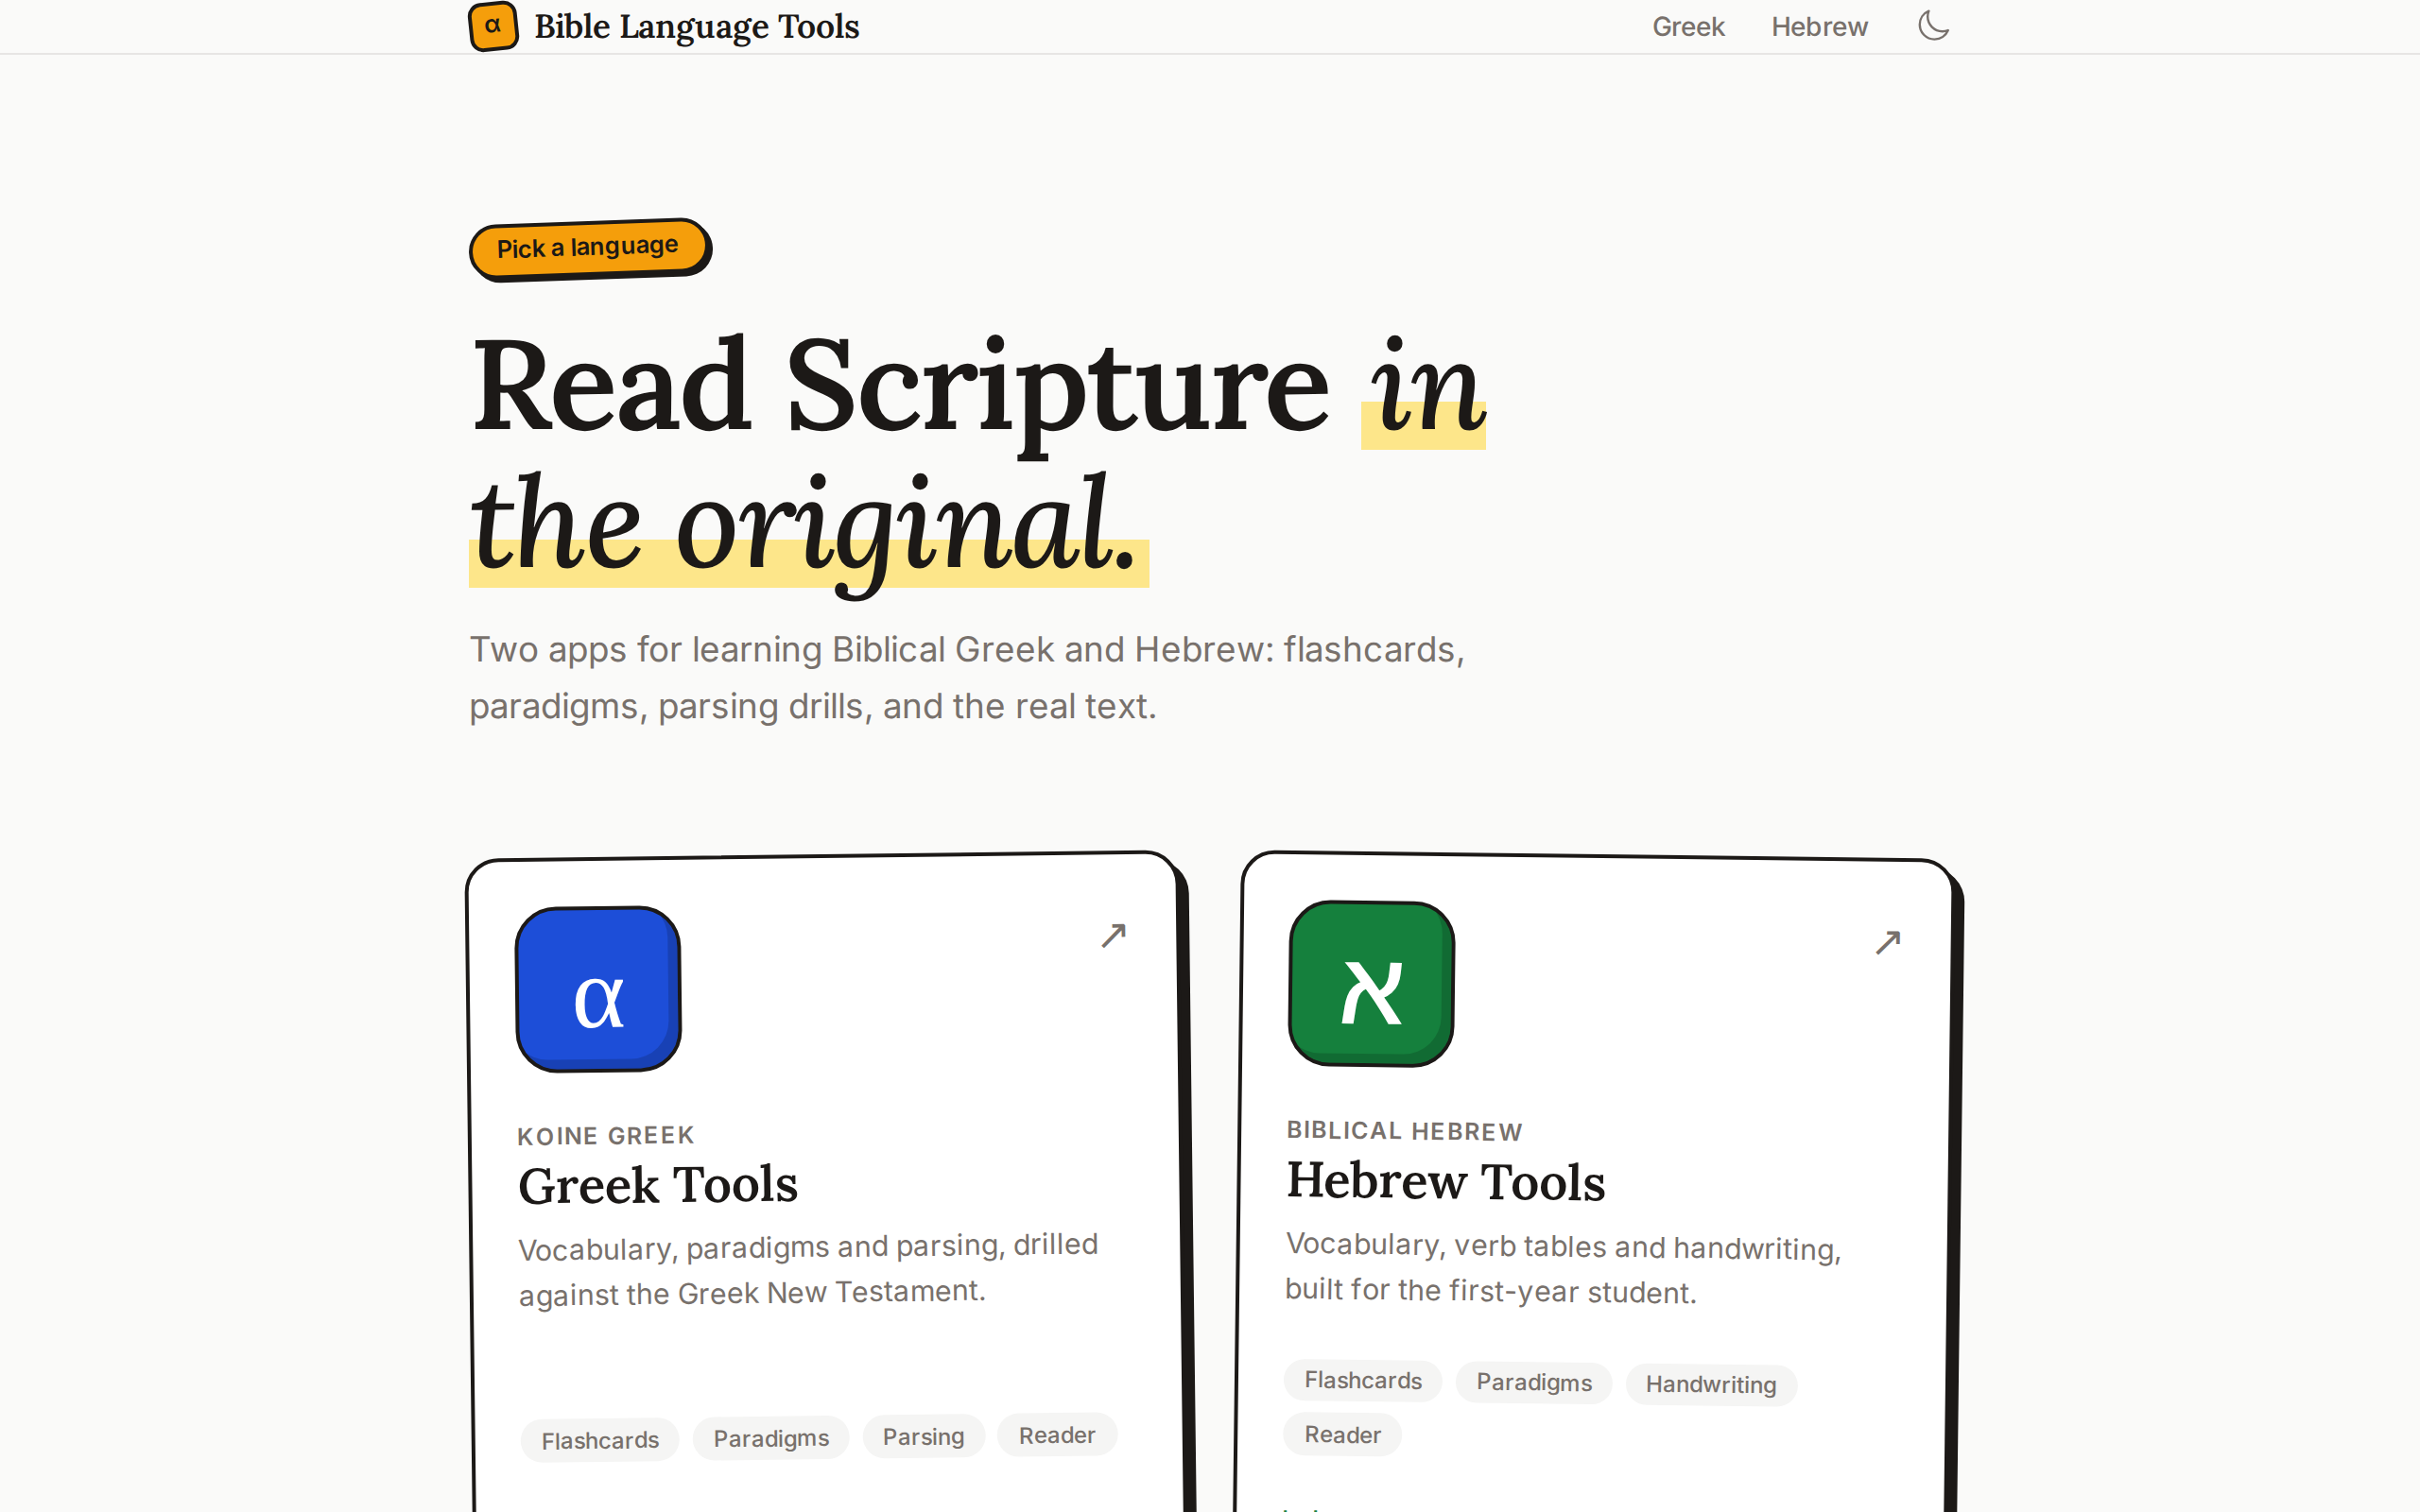 α Bible Language Tools
Greek Hebrew
Pick a language
Read Scripture in
the original.
Two apps for learning Biblical Greek and Hebrew: flashcards,
paradigms, parsing drills, and the real text.
α
↗
KOINE GREEK
Greek Tools
Vocabulary, paradigms and parsing, drilled
against the Greek New Testament.
Flashcards Paradigms Parsing Reader
א
↗
BIBLICAL HEBREW
Hebrew Tools
Vocabulary, verb tables and handwriting,
built for the first-year student.
Flashcards Paradigms Handwriting
Reader